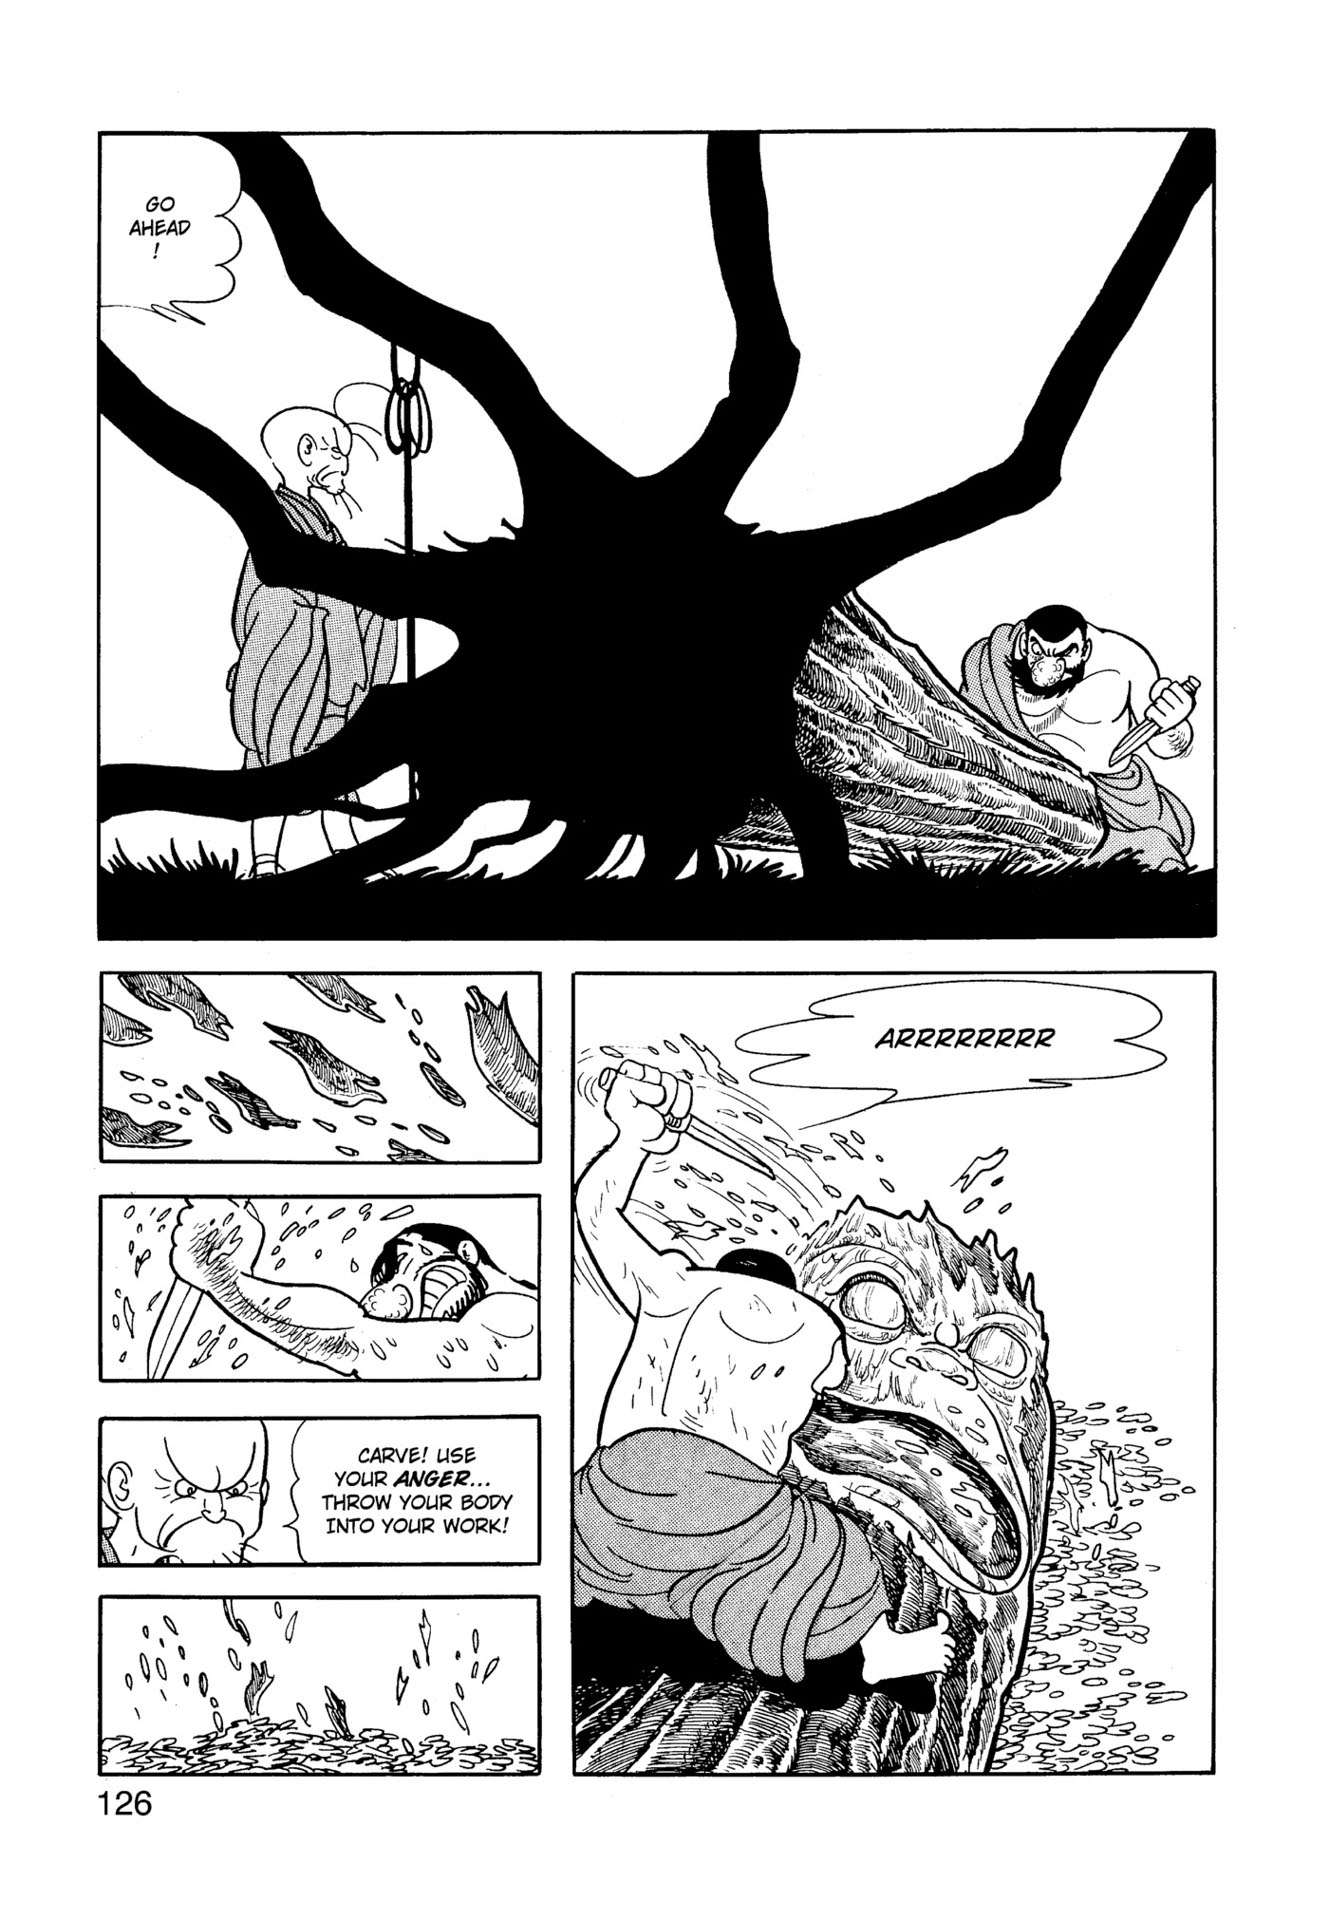 GO
AHEAD
!
ARRRRRRRR
CARVE! USE
YOUR ANGER...
THROW YOUR BODY
INTO YOUR WORK!
126